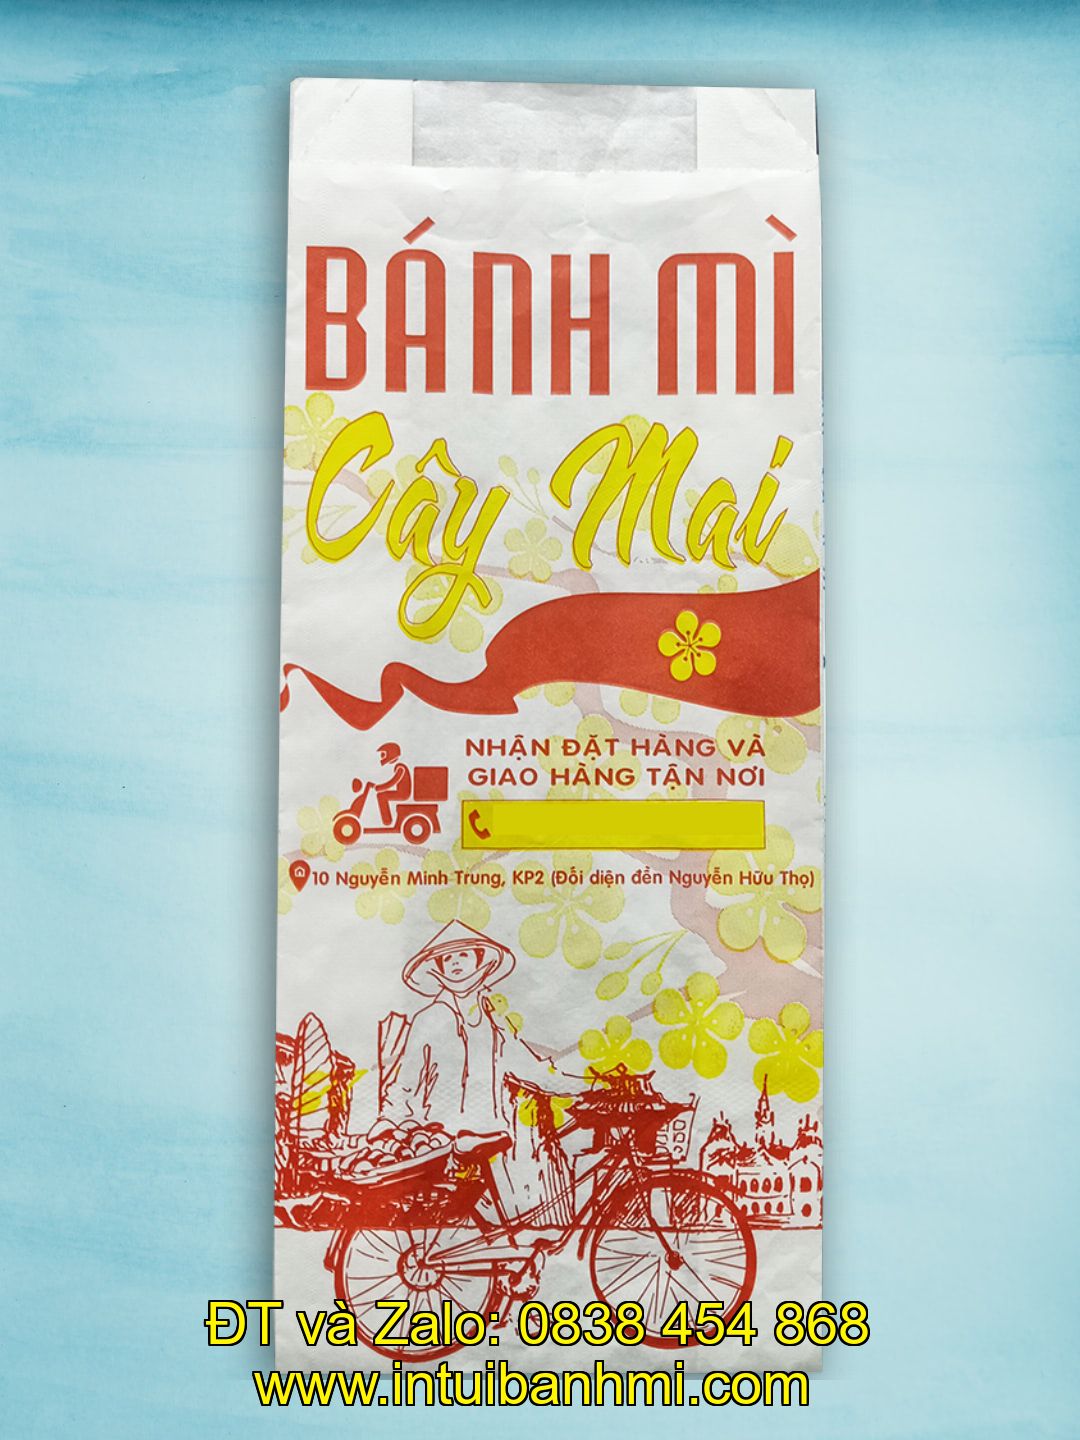 BÁNH MÌ
Cây Mai
NHẬN ĐẶT HÀNG VÀ
GIAO HÀNG TẬN NƠI
10 Nguyễn Minh Trung, KP2 (Đối diện đền Nguyễn Hữu Thọ)
ĐT và Zalo: 0838 454 868
www.intuibanhmi.com